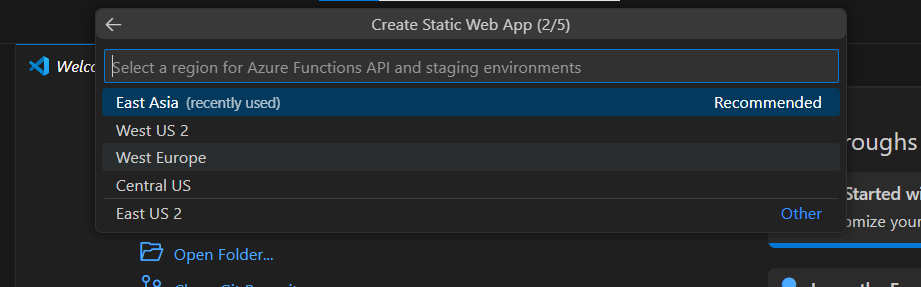 Create Static Web App (2/5)
Select a region for Azure Functions API and staging environments
East Asia (recently used) Recommended
West US 2
West Europe
Central US
East US 2 Other
Welco
roughs
Started wi
omize your
Open Folder...